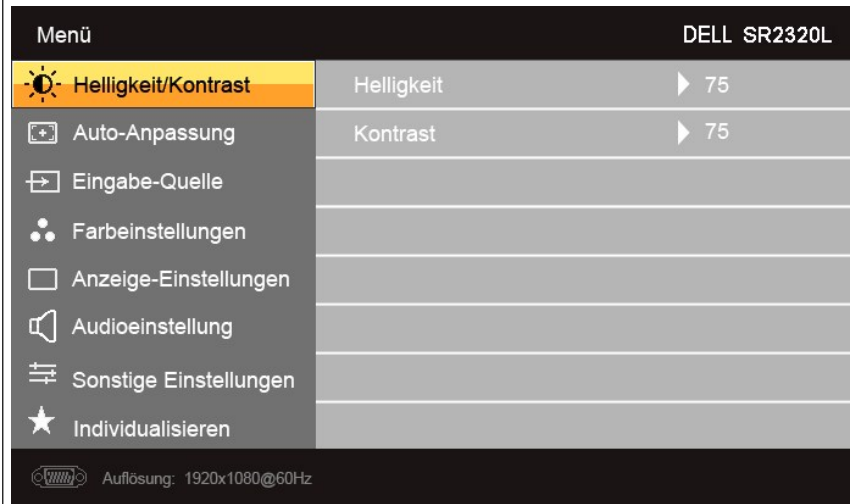 Menü DELL SR2320L
Helligkeit/Kontrast Helligkeit 75
Auto-Anpassung Kontrast 75
Eingabe-Quelle
Farbeinstellungen
Anzeige-Einstellungen
Audioeinstellung
Sonstige Einstellungen
Individualisieren
Auflösung: 1920x1080@60Hz